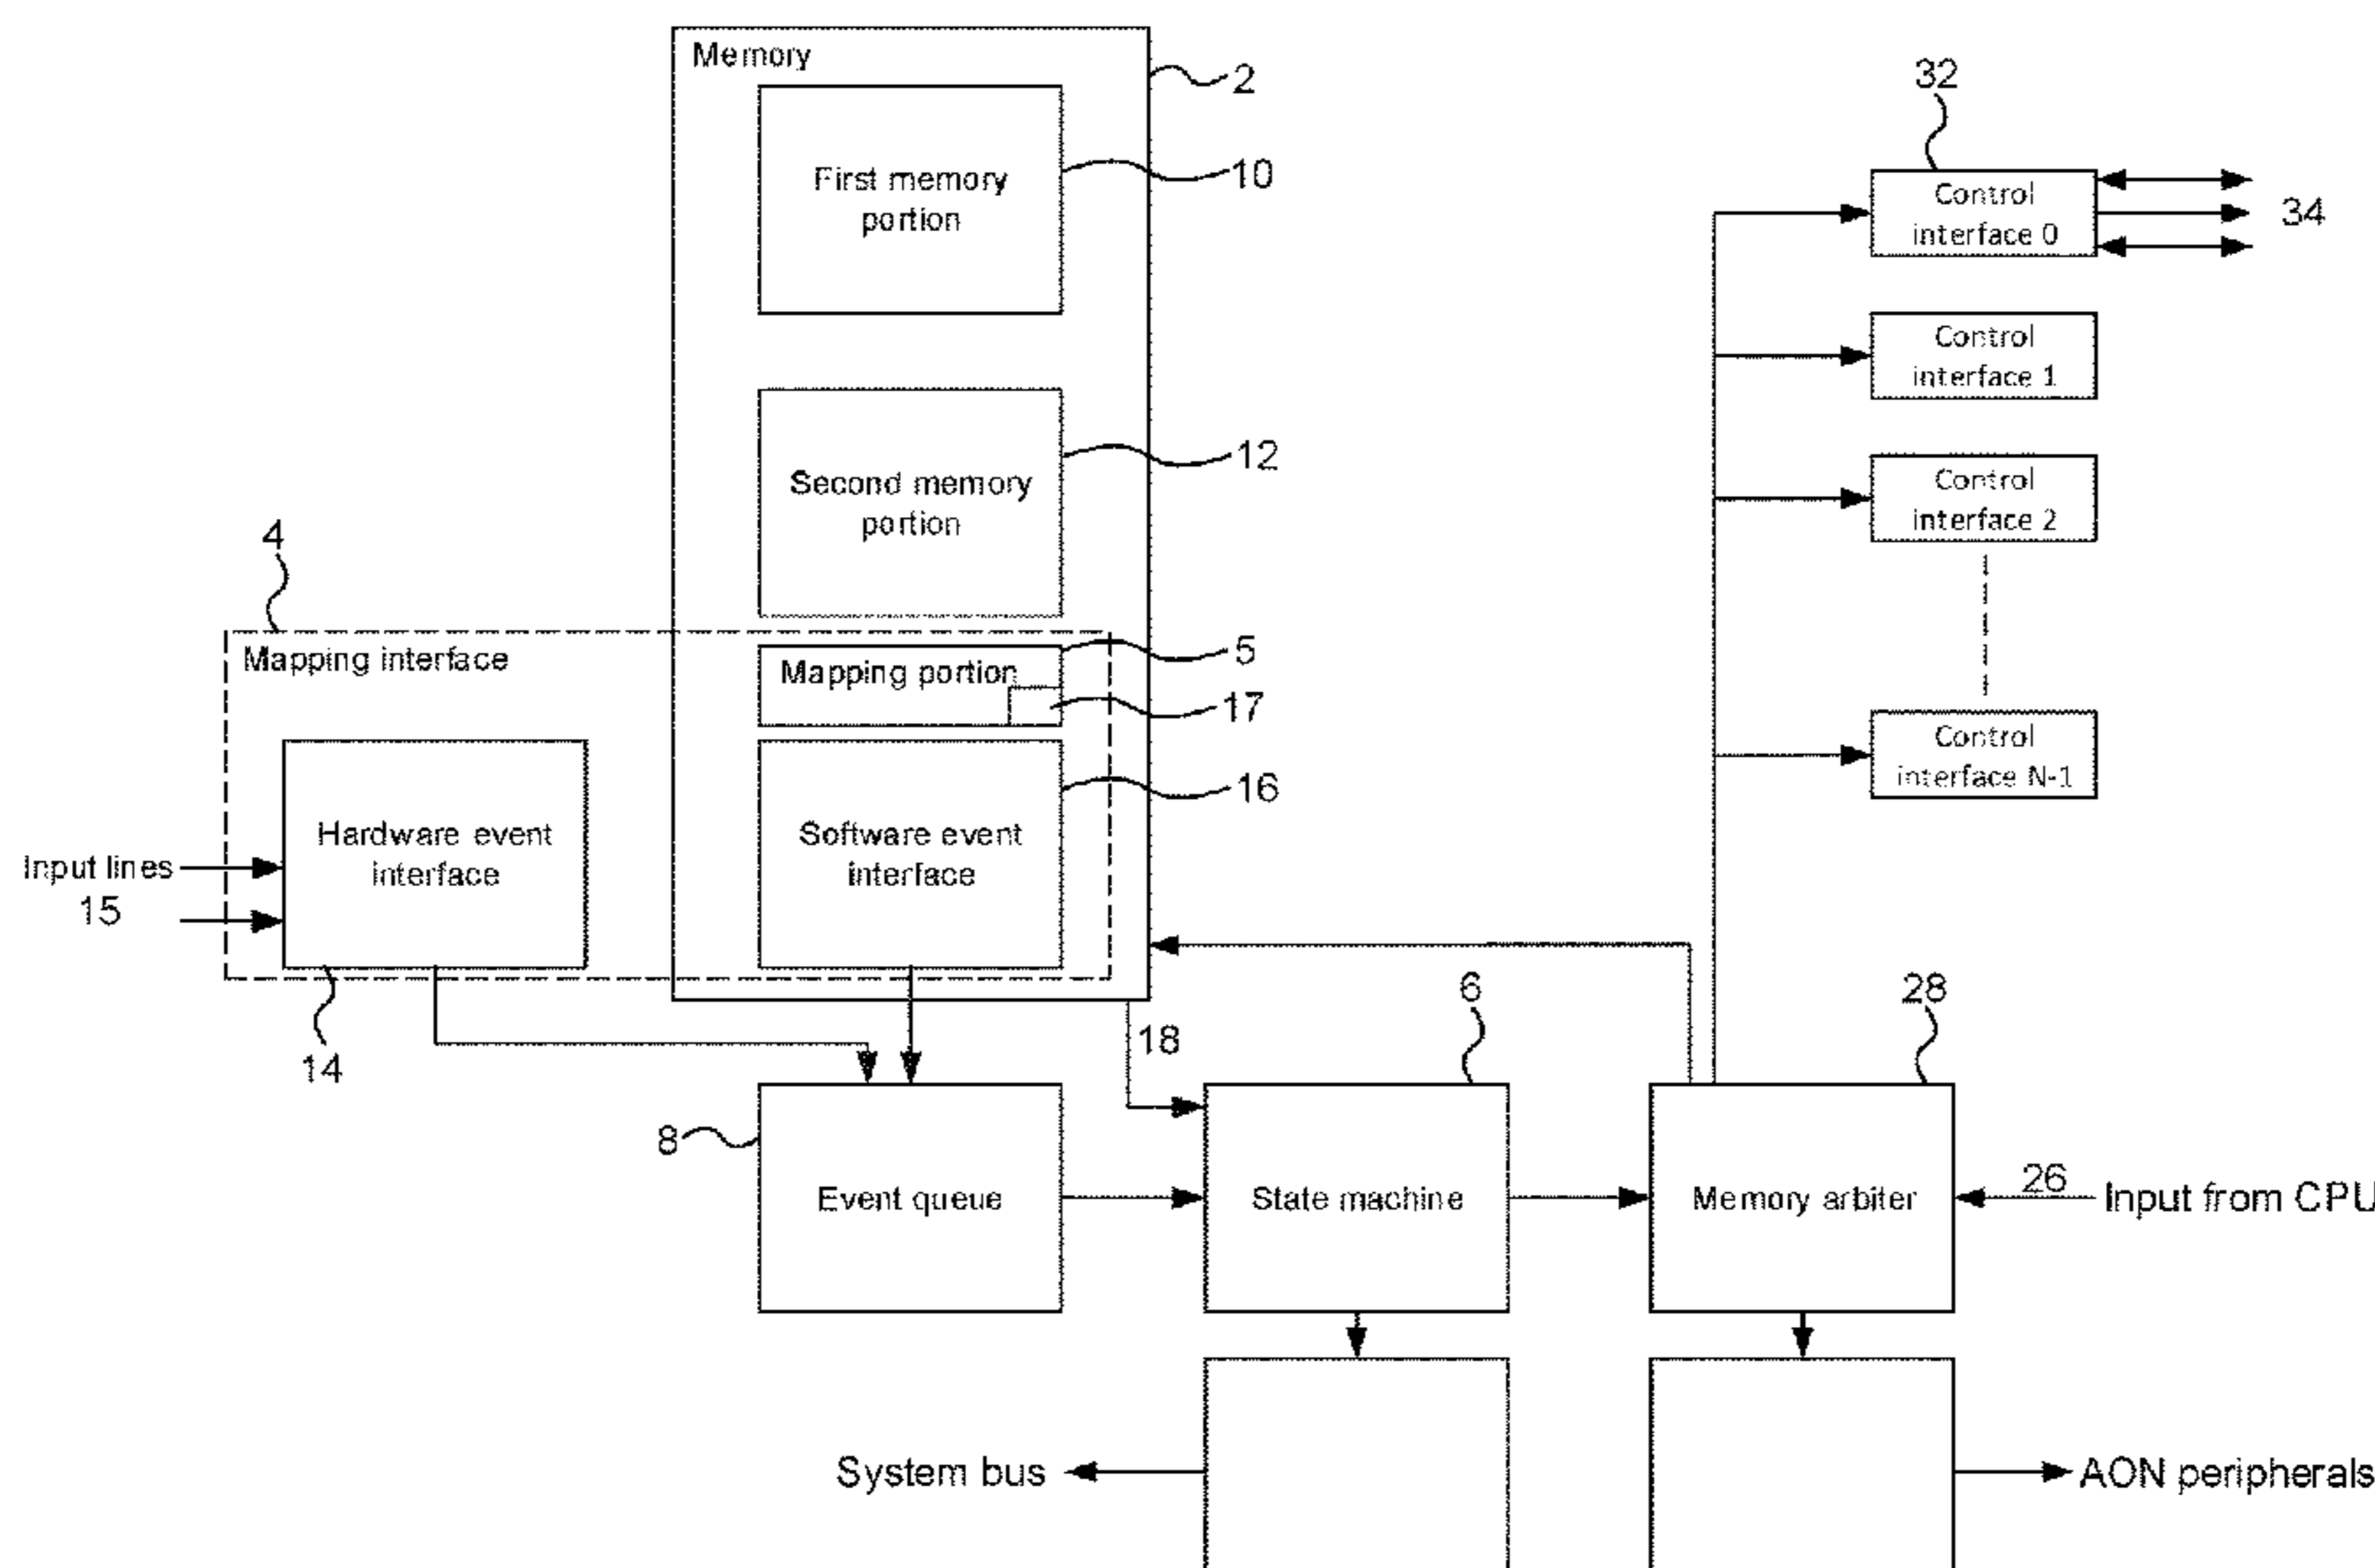 Memory
2
First memory
portion
10
Second memory
portion
12
4
Mapping interface
Mapping portion
5
17
Hardware event
interface
Software event
interface
16
Input lines
15
14
18
32
Control
interface 0
34
Control
interface 1
Control
interface 2
Control
interface N-1
6
28
8
Event queue
State machine
Memory arbiter
26
Input from CPU
System bus
AON peripherals